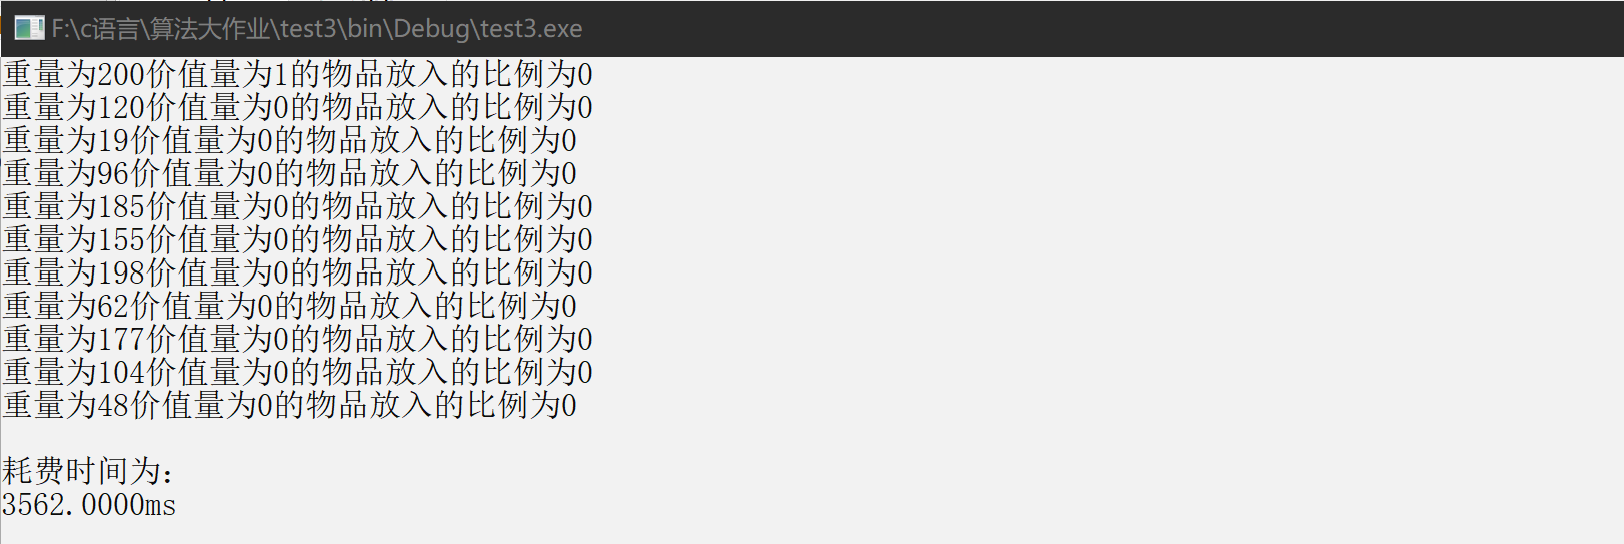 F:\c语言\算法大作业\test3\bin\Debug\test3.exe
重量为200价值量为1的物品放入的比例为0
重量为120价值量为0的物品放入的比例为0
重量为19价值量为0的物品放入的比例为0
重量为96价值量为0的物品放入的比例为0
重量为185价值量为0的物品放入的比例为0
重量为155价值量为0的物品放入的比例为0
重量为198价值量为0的物品放入的比例为0
重量为62价值量为0的物品放入的比例为0
重量为177价值量为0的物品放入的比例为0
重量为104价值量为0的物品放入的比例为0
重量为48价值量为0的物品放入的比例为0
耗费时间为:
3562.0000ms